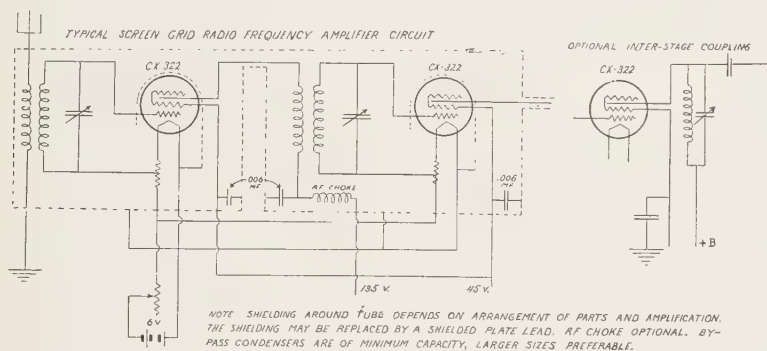 TYPICAL SCREEN GRID RADIO FREQUENCY AMPLIFIER CIRCUIT
OPTIONAL INTER-STAGE COUPLING
CX 322
CX-322
CX-322
.006
MF
RF CHOKE
.006
MF
+B
135 V.
45 V.
6 V
NOTE SHIELDING AROUND TUBE DEPENDS ON ARRANGEMENT OF PARTS AND AMPLIFICATION.
THE SHIELDING MAY BE REPLACED BY A SHIELDED PLATE LEAD. RF CHOKE OPTIONAL. BY-
PASS CONDENSERS ARE OF MINIMUM CAPACITY, LARGER SIZES PREFERABLE.